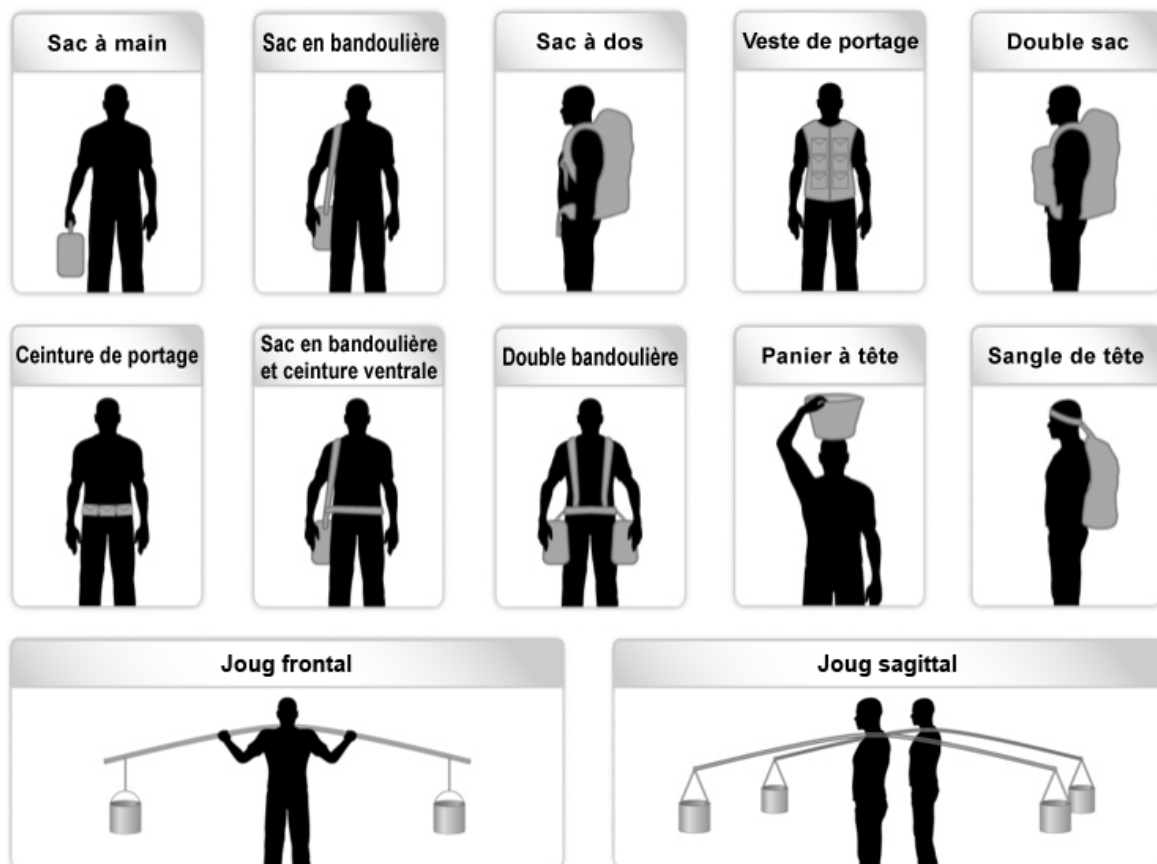 Sac à main
Sac en bandoulière
Sac à dos
Veste de portage
Double sac
Ceinture de portage
Sac en bandoulière
et ceinture ventrale
Double bandoulière
Panier à tête
Sangle de tête
Joug frontal
Joug sagittal